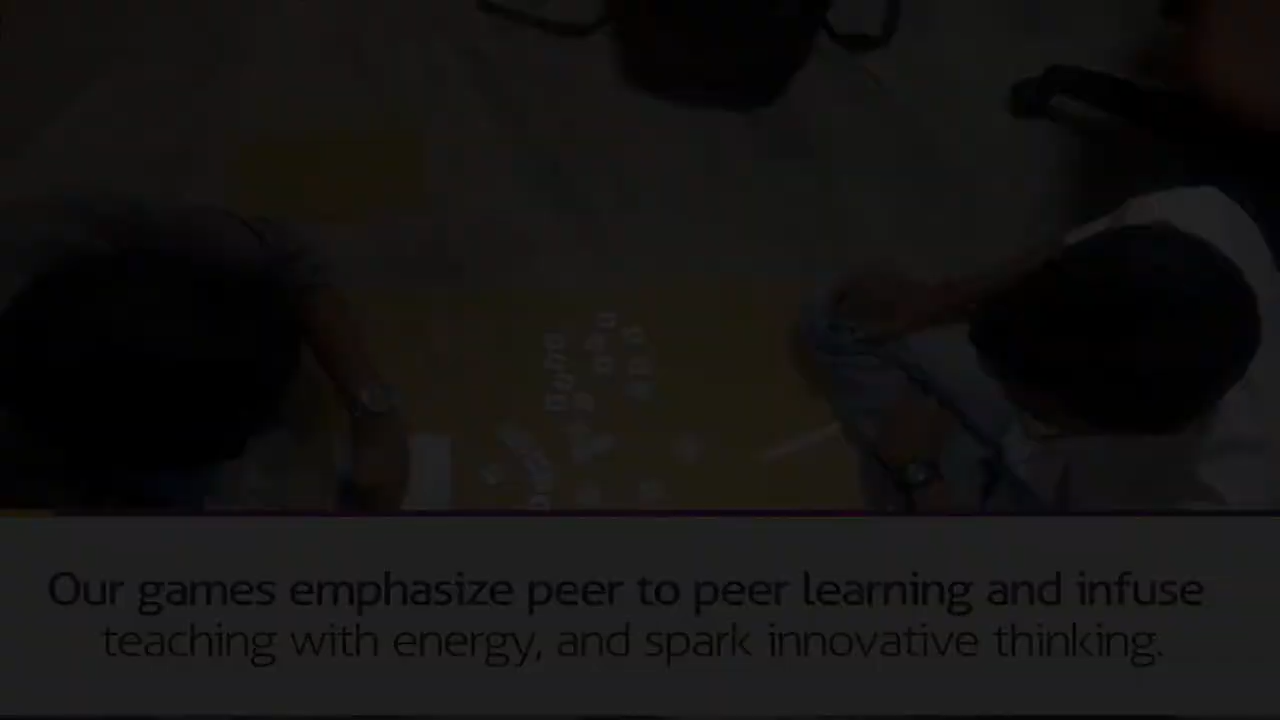 Our games emphasize peer to peer learning and infuse
teaching with energy, and spark innovative thinking.